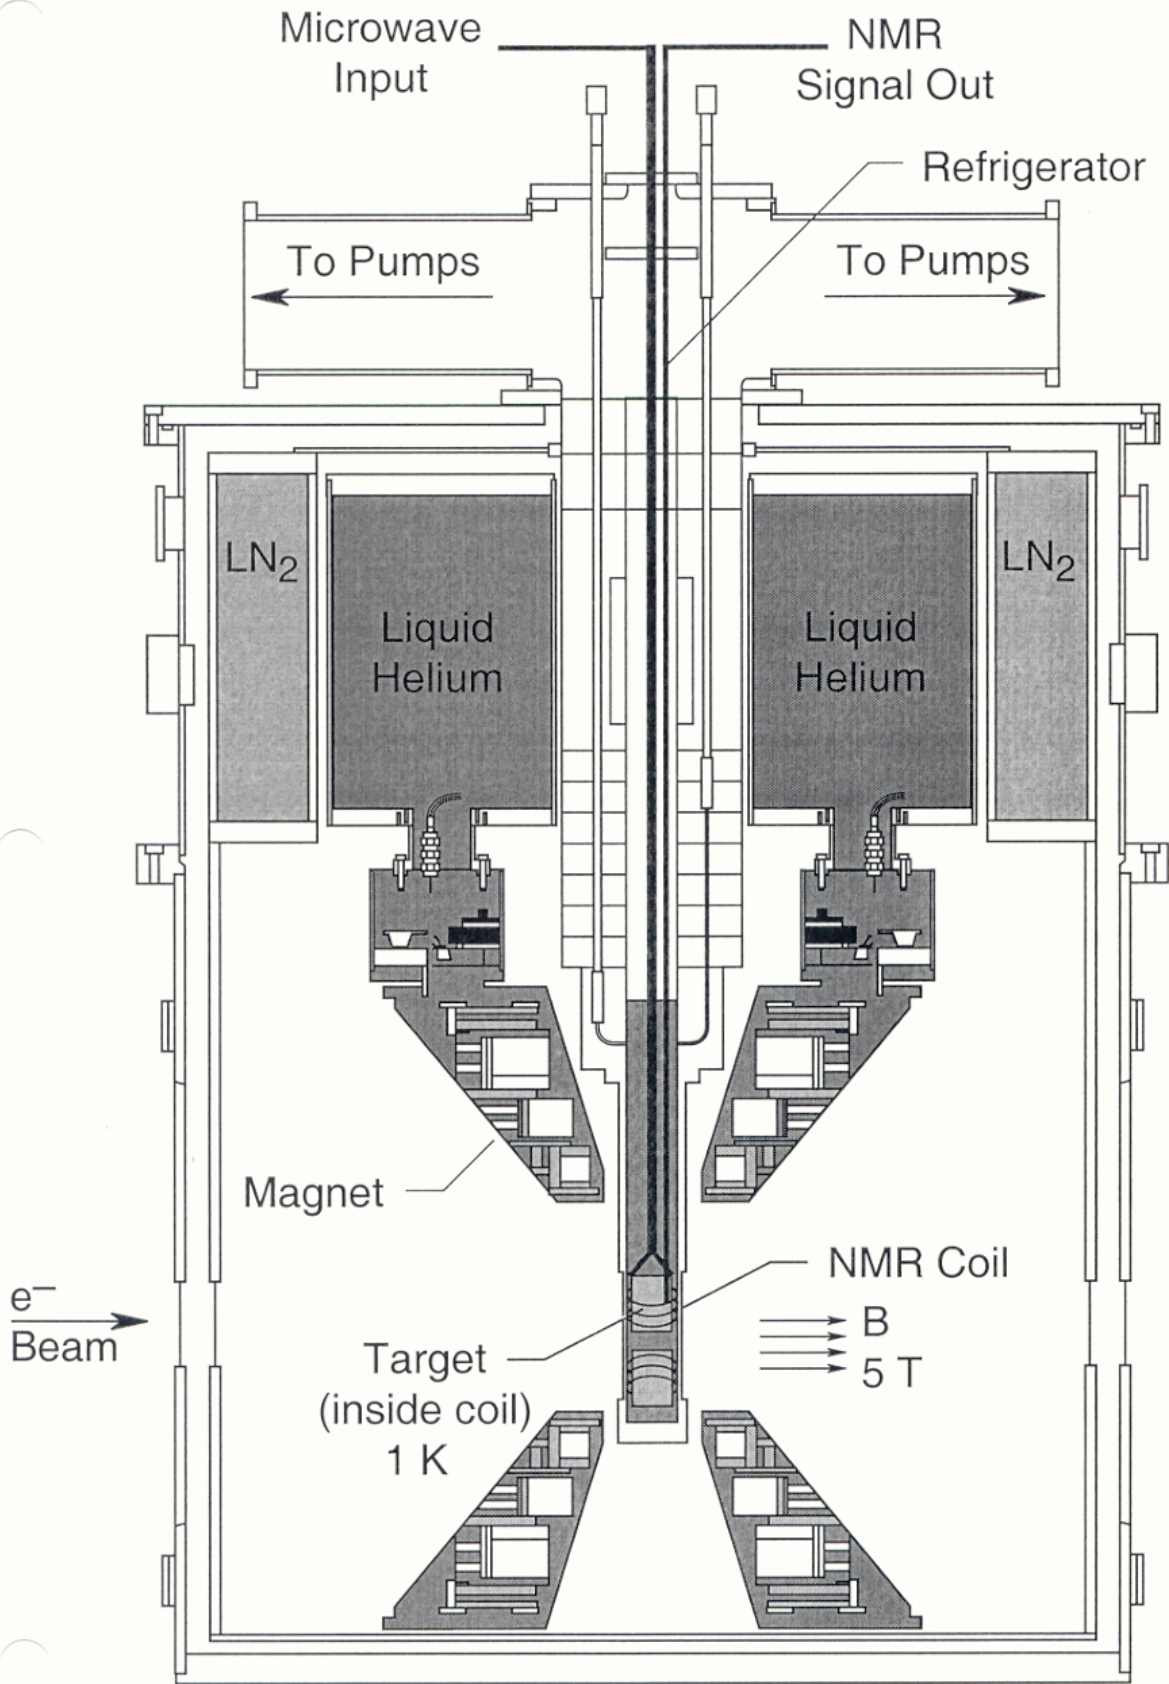 Microwave
Input
NMR
Signal Out
Refrigerator
To Pumps
To Pumps
LN₂
Liquid
Helium
Liquid
Helium
LN₂
Magnet
NMR Coil
e⁻
Beam
B
5 T
Target
(inside coil)
1 K